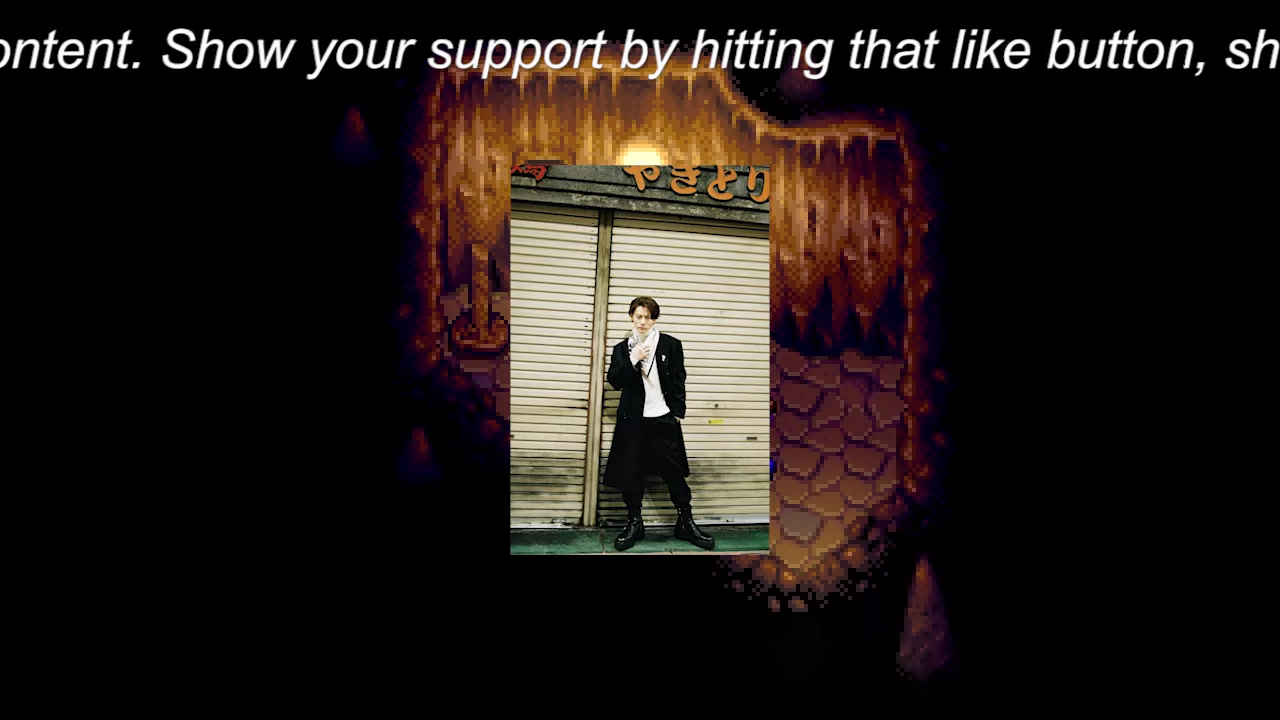 ontent. Show your support by hitting that like button, sh
やきとり